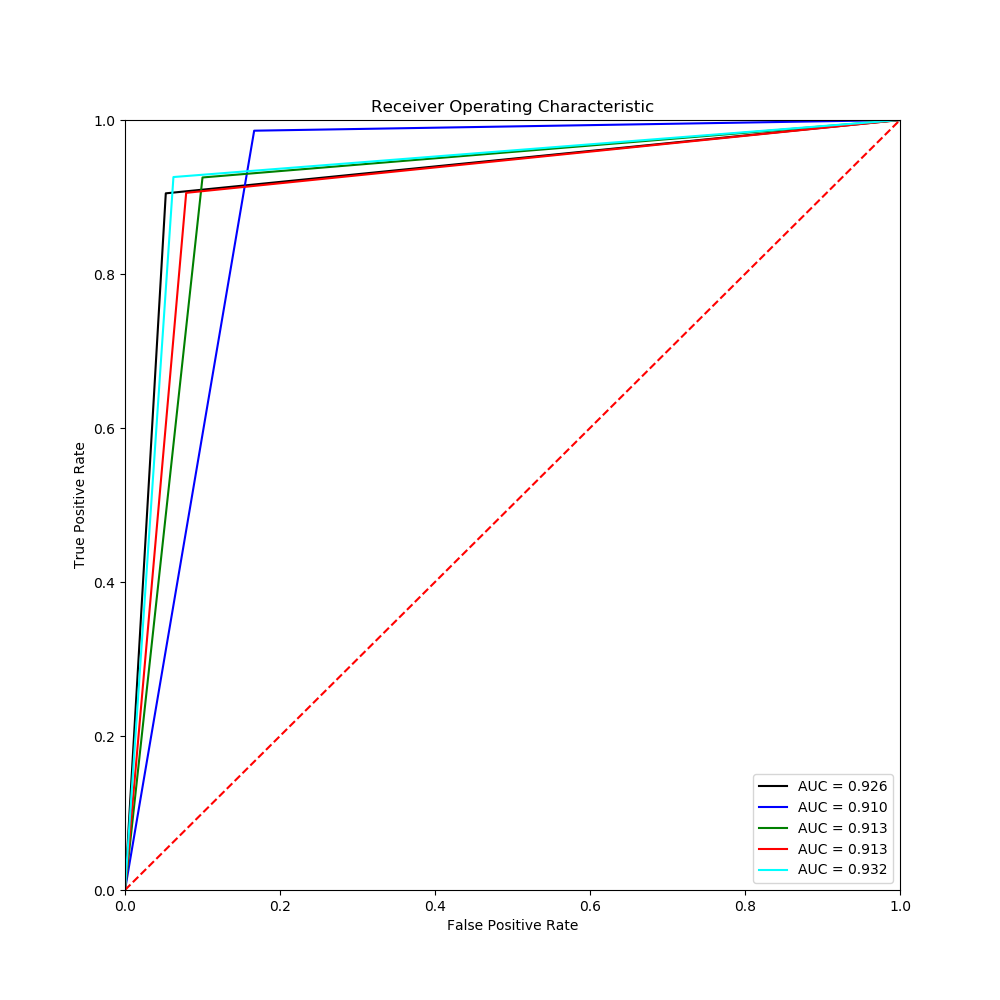 Receiver Operating Characteristic
1.0
0.8
0.6
0.4
0.2
0.0
True Positive Rate
0.0 0.2 0.4 0.6 0.8 1.0
False Positive Rate
AUC = 0.926
AUC = 0.910
AUC = 0.913
AUC = 0.913
AUC = 0.932